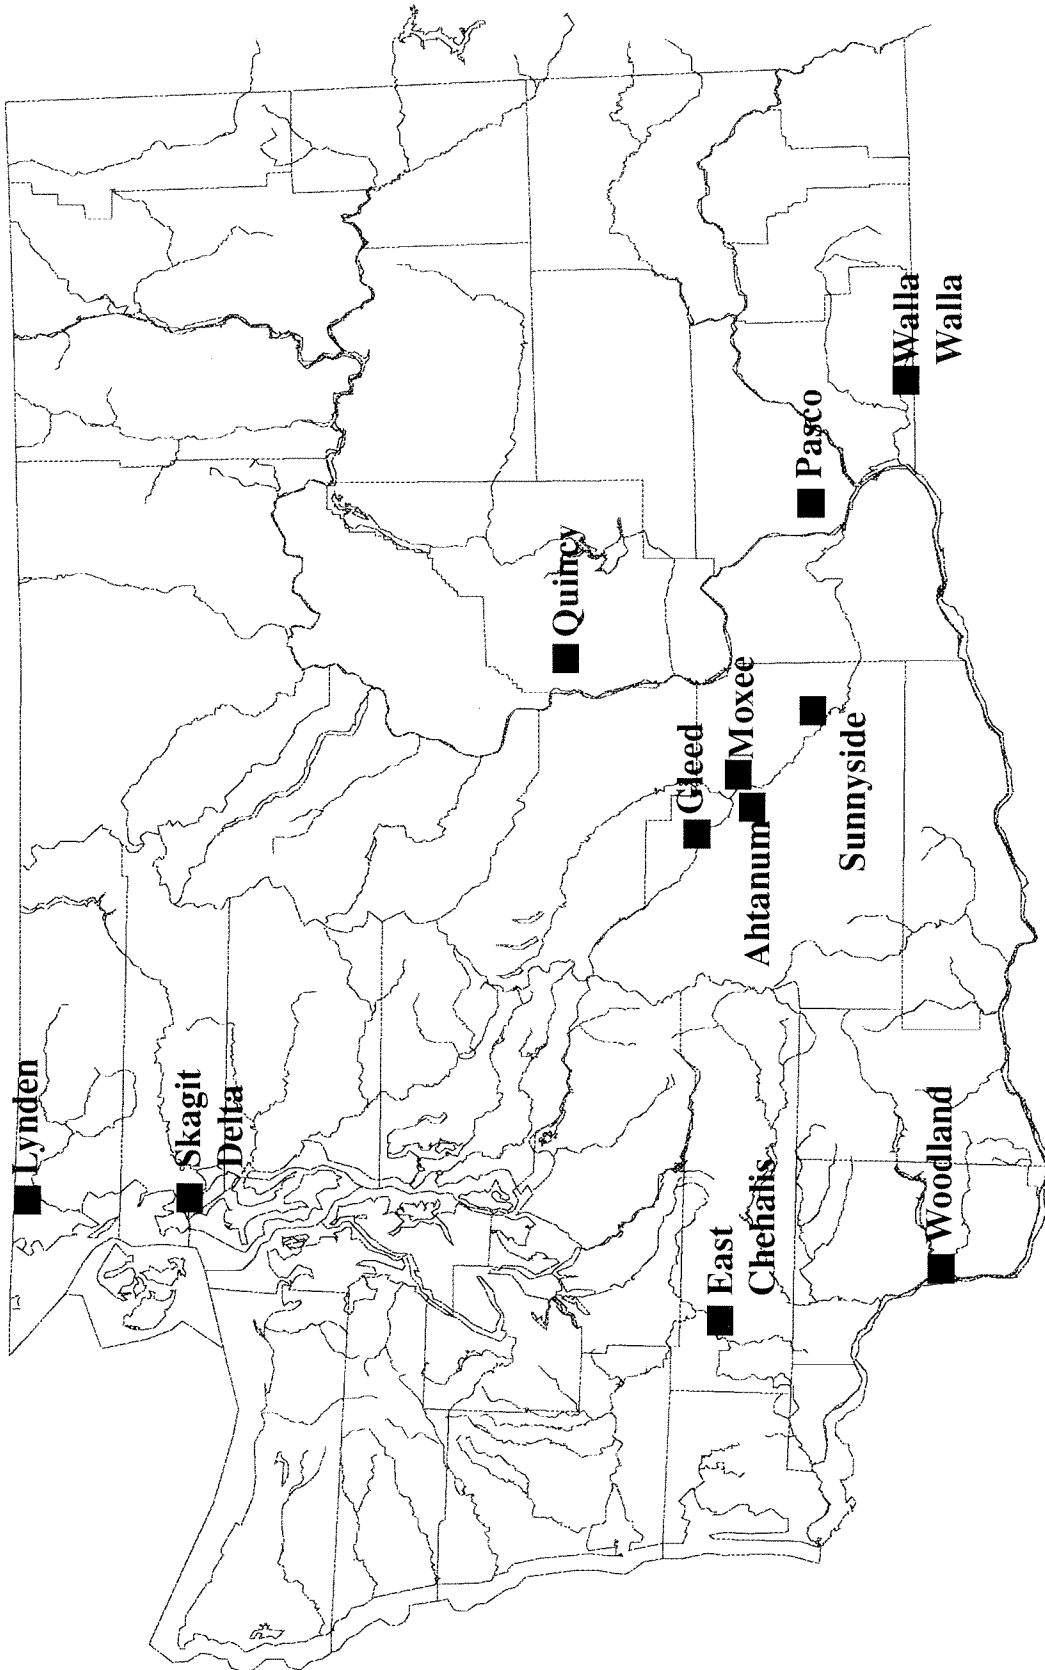 Lynden
Skagit
Delta
Quincy
Gleed
Moxee
Ahtanum
East
Chehalis
Sunnyside
Pasco
Walla
Walla
Woodland